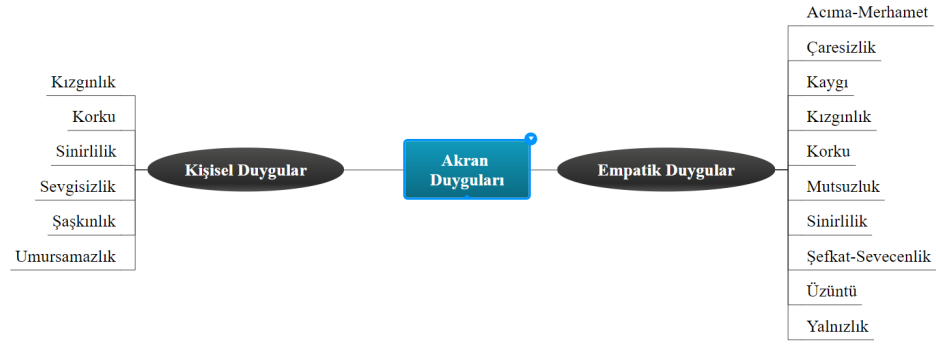 Kızgınlık
Korku
Sinirlilik
Sevgisizlik
Şaşkınlık
Umursamazlık
Kişisel Duygular
Akran
Duyguları
Empatik Duygular
Acıma-Merhamet
Çaresizlik
Kaygı
Kızgınlık
Korku
Mutsuzluk
Sinirlilik
Şefkat-Sevecenlik
Üzüntü
Yalnızlık